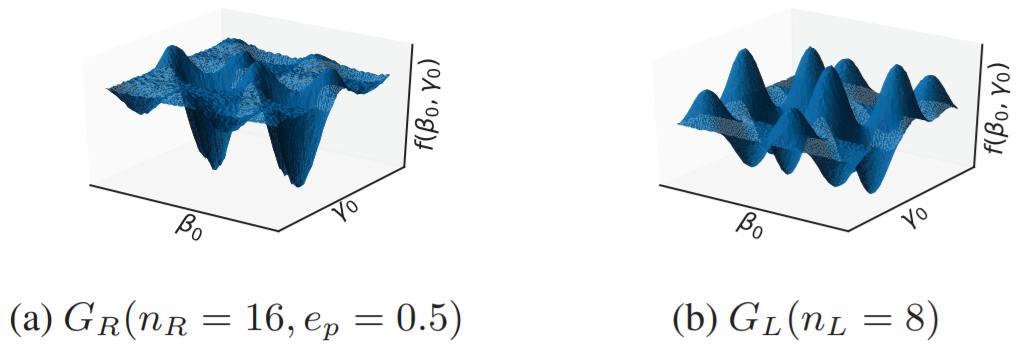 f(β₀, γ₀)
γ₀
β₀
(a) G_R(n_R = 16, e_p = 0.5)
f(β₀, γ₀)
γ₀
β₀
(b) G_L(n_L = 8)